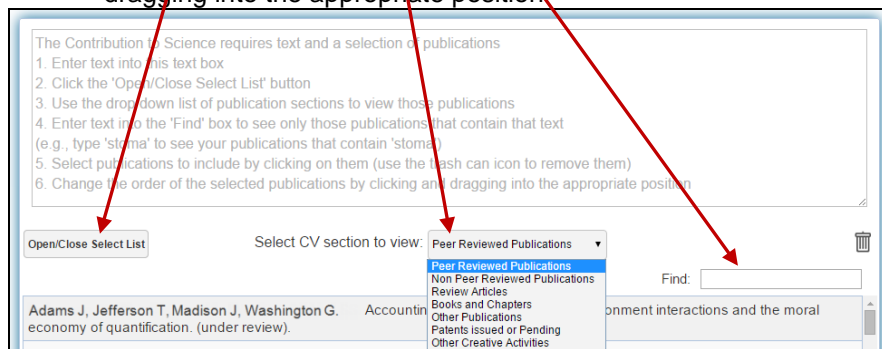 dragging into the appropriate position
The Contribution to Science requires text and a selection of publications
1. Enter text into this text box
2. Click the 'Open/Close Select List' button
3. Use the drop down list of publication sections to view those publications
4. Enter text into the 'Find' box to see only those publications that contain that text
(e.g., type 'stoma' to see your publications that contain 'stoma')
5. Select publications to include by clicking on them (use the trash can icon to remove them)
6. Change the order of the selected publications by clicking and dragging into the appropriate position
Open/Close Select List Select CV section to view: Peer Reviewed Publications
Peer Reviewed Publications
Non Peer Reviewed Publications
Find:
Review Articles
Books and Chapters
Other Publications
Patents issued or Pending
Other Creative Activities
Adams J, Jefferson T, Madison J, Washington G. interactions and the moral
economy of quantification. (under review).